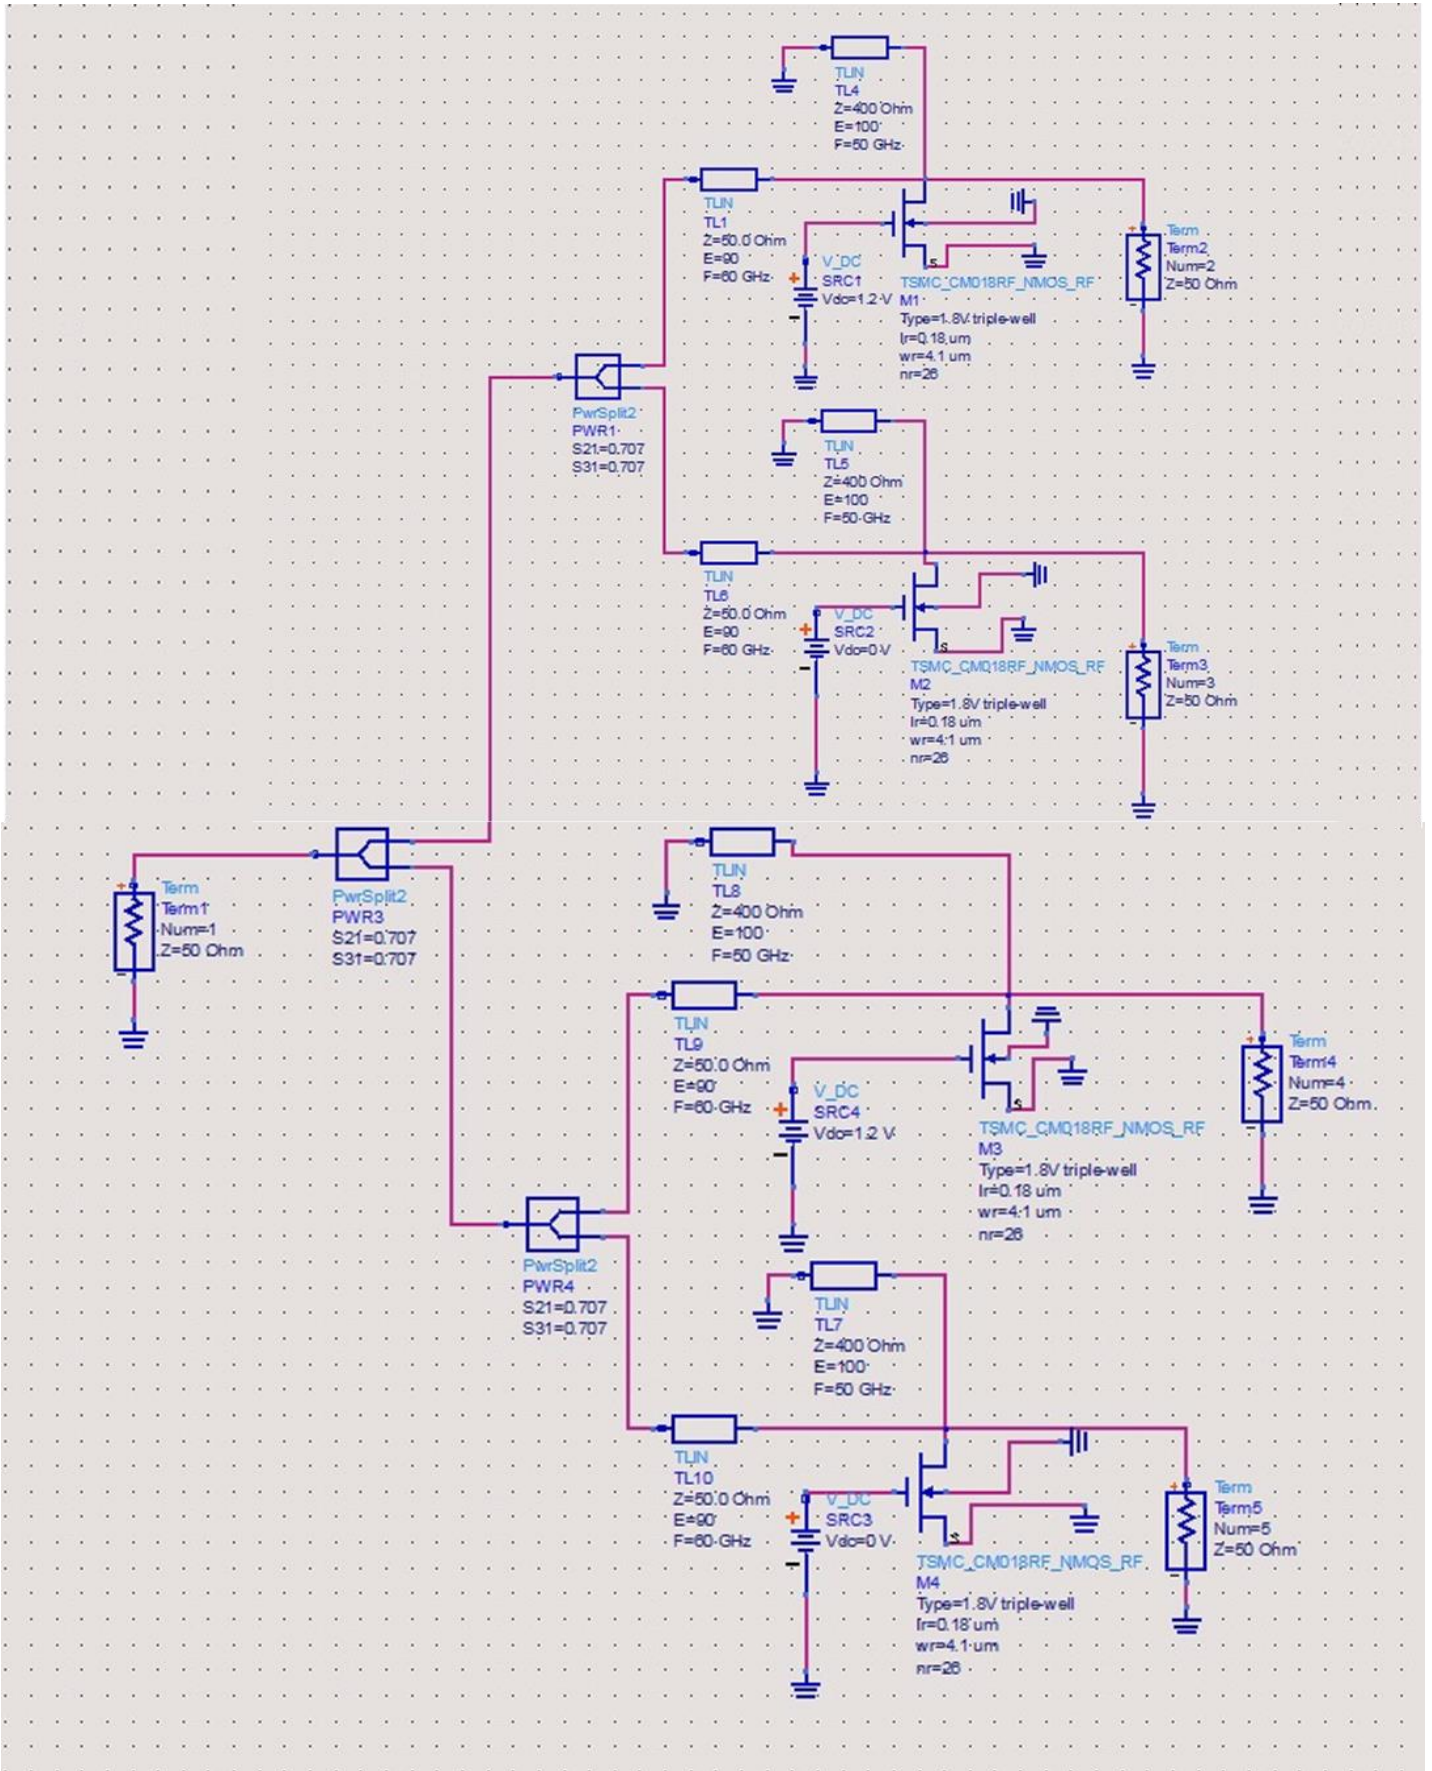 TLIN
TL4
Z=400 Ohm
E=100
F=50 GHz
TLIN
TL1
Z=50.0 Ohm
E=90
F=60 GHz
V_DC
SRC1
Vdc=1.2 V
S
TSMC_CM018RF_NMOS_RF
M1
Type=1.8V triple-well
lr=0.18 um
wr=4.1 um
nr=26
Term
Term2
Num=2
Z=50 Ohm
PwrSplit2
PWR1
S21=0.707
S31=0.707
TLIN
TL5
Z=400 Ohm
E=100
F=50 GHz
TLIN
TL6
Z=50.0 Ohm
E=90
F=60 GHz
V_DC
SRC2
Vdc=0 V
S
TSMC_CM018RF_NMOS_RF
M2
Type=1.8V triple-well
lr=0.18 um
wr=4.1 um
nr=26
Term
Term3
Num=3
Z=50 Ohm
Term
Term1
Num=1
Z=50 Ohm
PwrSplit2
PWR3
S21=0.707
S31=0.707
TLIN
TL8
Z=400 Ohm
E=100
F=50 GHz
TLIN
TL9
Z=50.0 Ohm
E=90
F=60 GHz
V_DC
SRC4
Vdc=1.2 V
S
TSMC_CM018RF_NMOS_RF
M3
Type=1.8V triple-well
lr=0.18 um
wr=4.1 um
nr=26
Term
Term4
Num=4
Z=50 Ohm
PwrSplit2
PWR4
S21=0.707
S31=0.707
TLIN
TL7
Z=400 Ohm
E=100
F=50 GHz
TLIN
TL10
Z=50.0 Ohm
E=90
F=60 GHz
V_DC
SRC3
Vdc=0 V
S
TSMC_CM018RF_NMOS_RF
M4
Type=1.8V triple-well
lr=0.18 um
wr=4.1 um
nr=26
Term
Term5
Num=5
Z=50 Ohm